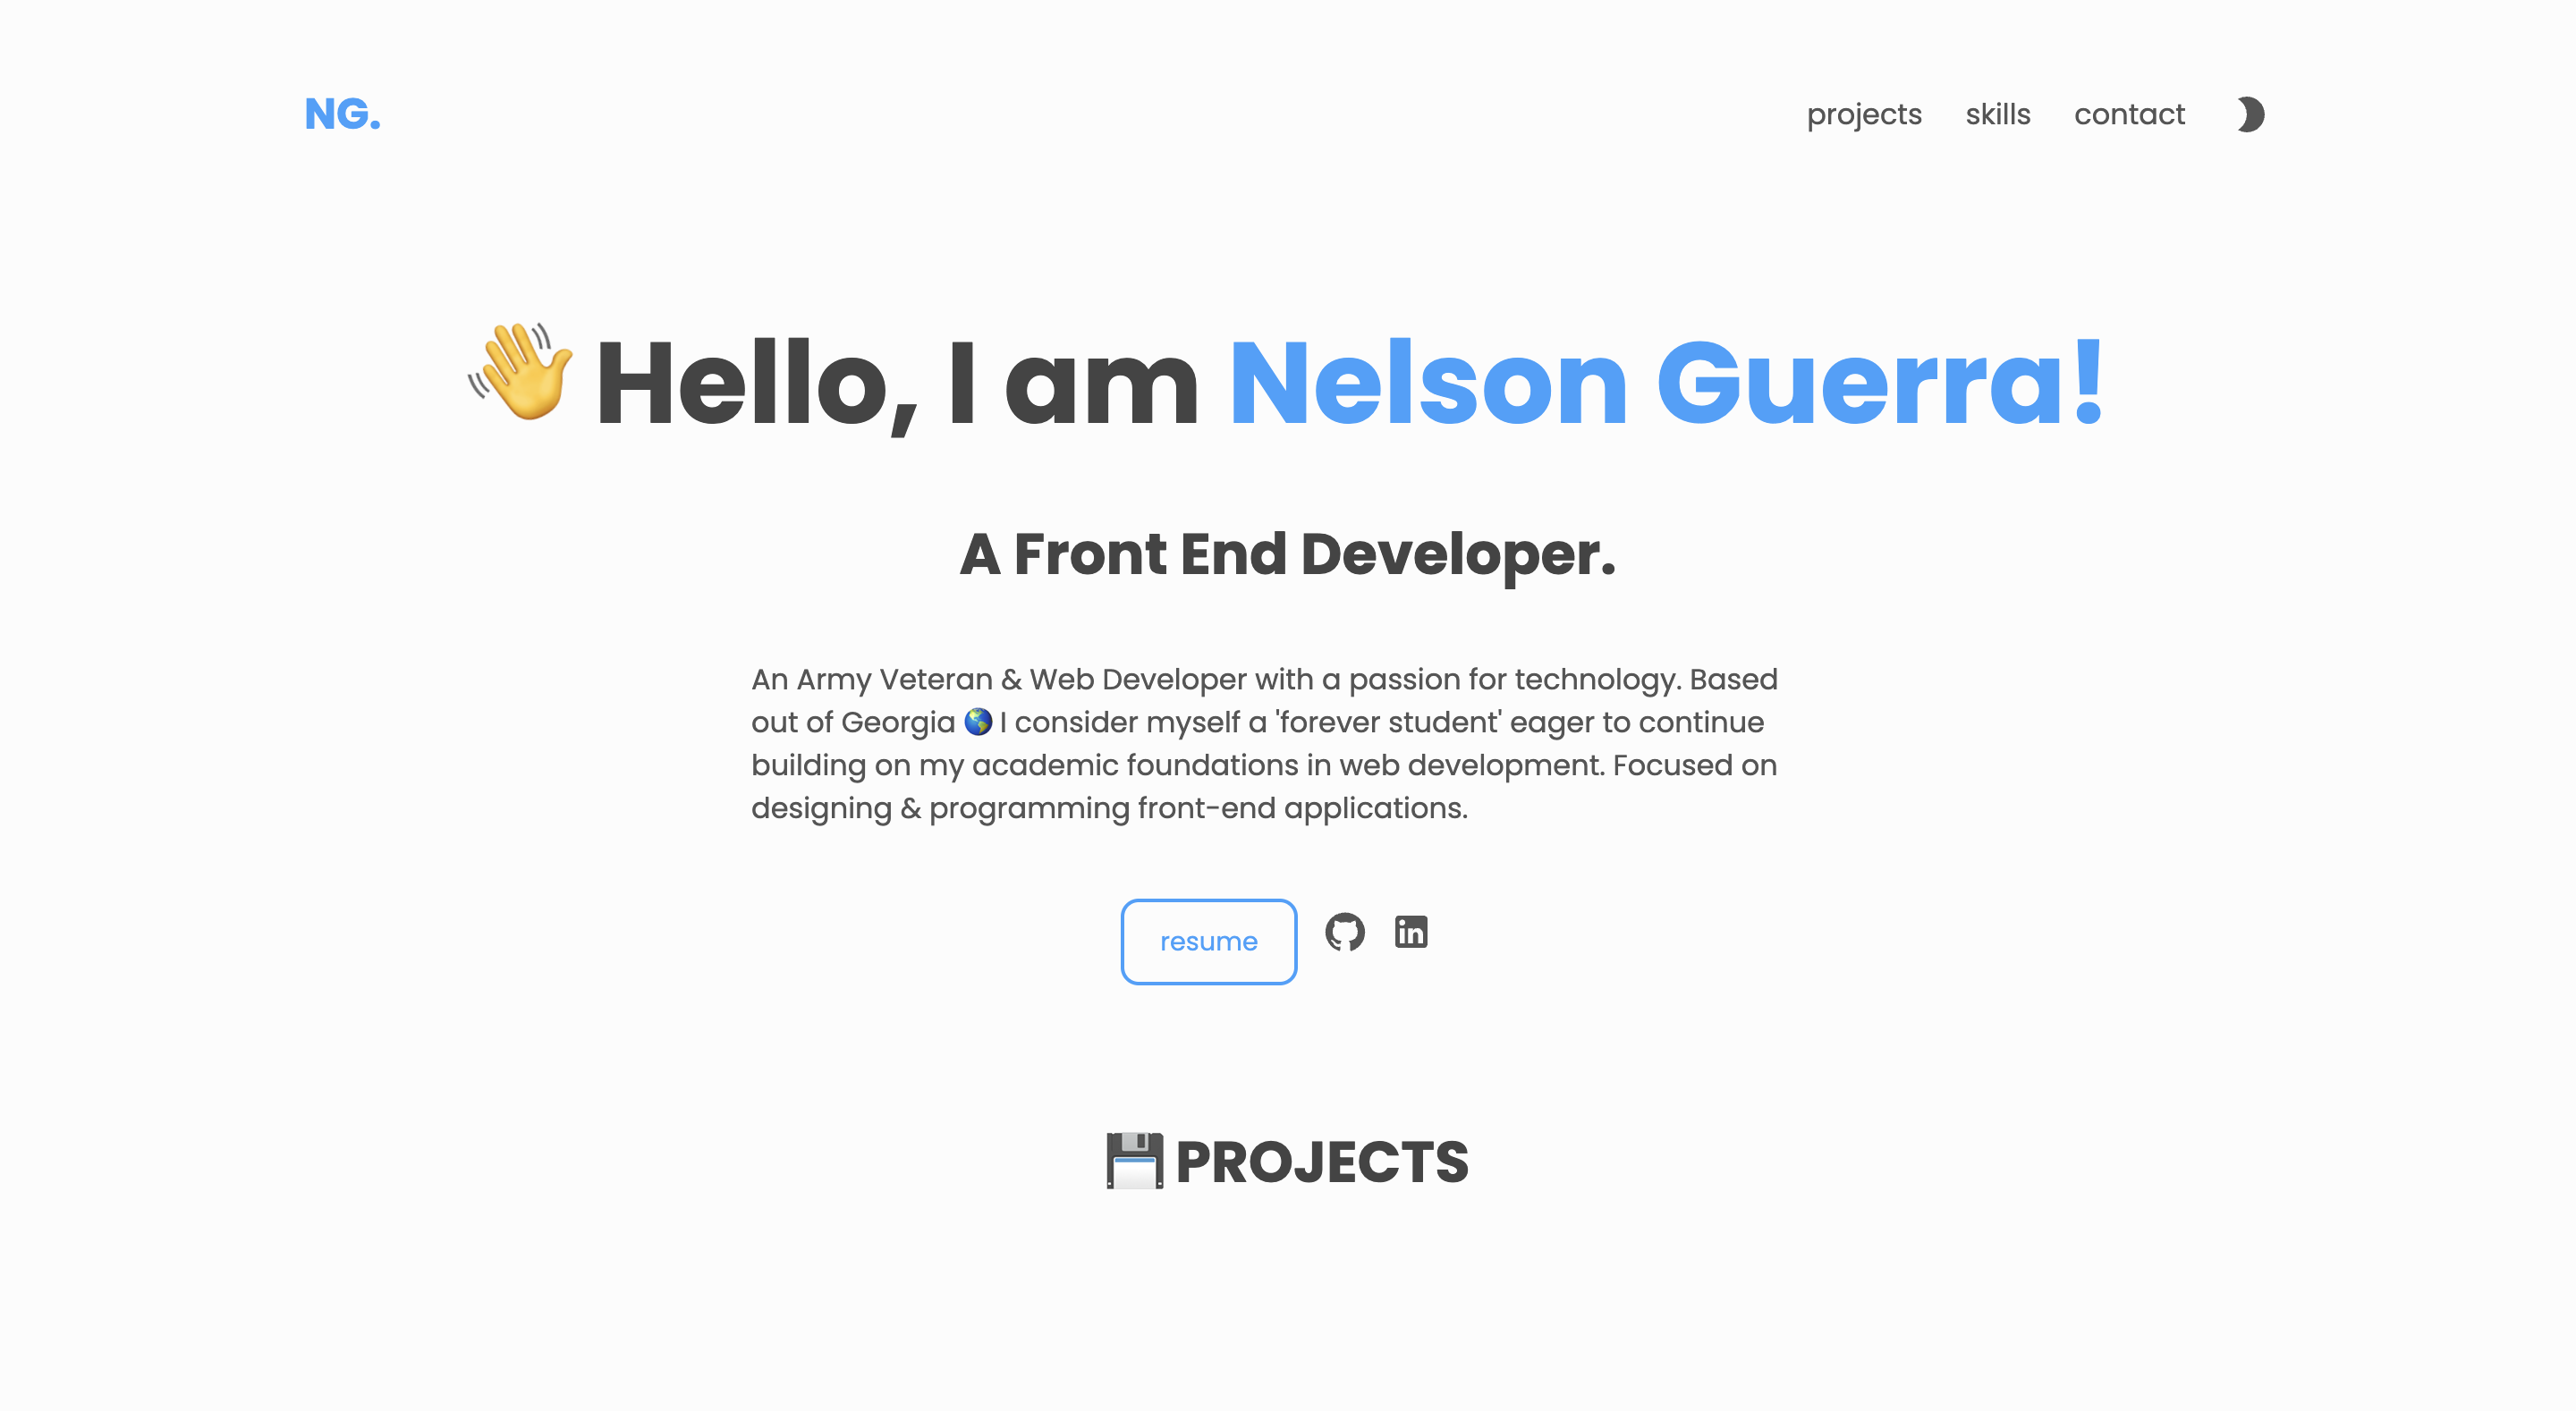 NG.
projects skills contact
👋 Hello, I am Nelson Guerra!
A Front End Developer.
An Army Veteran & Web Developer with a passion for technology. Based
out of Georgia 🌎 I consider myself a 'forever student' eager to continue
building on my academic foundations in web development. Focused on
designing & programming front-end applications.
resume
💾 PROJECTS